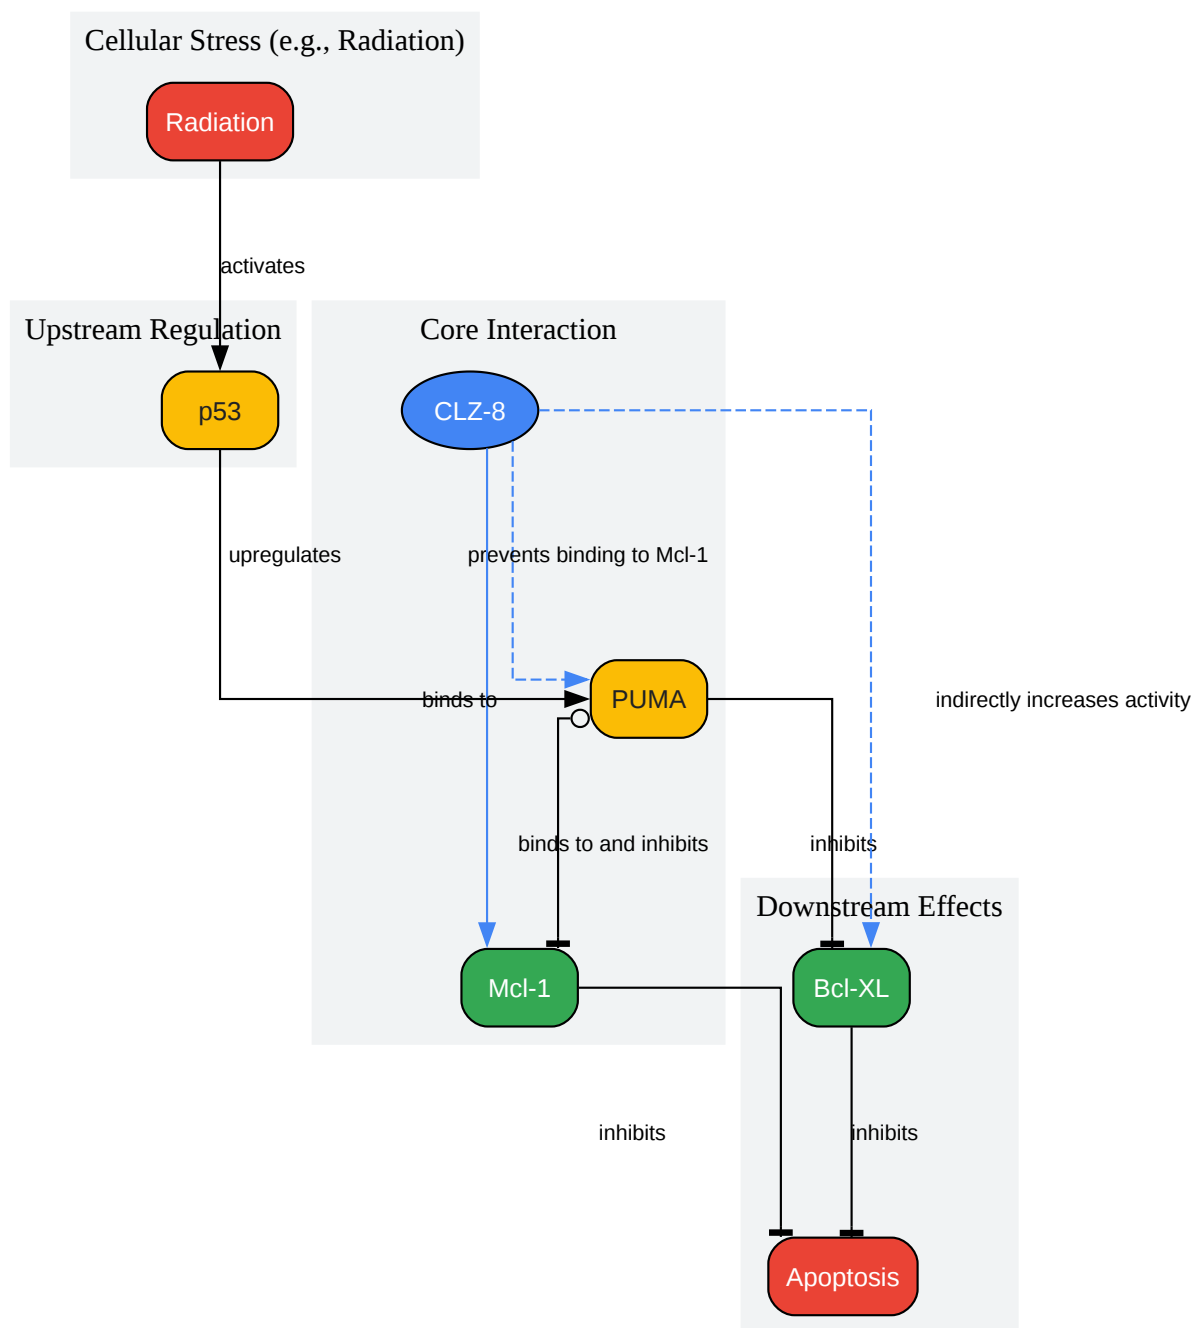 Cellular Stress (e.g., Radiation)
Radiation
activates
Upstream Regulation
Core Interaction
p53
CLZ-8
upregulates
prevents binding to Mcl-1
binds to
PUMA
indirectly increases activity
binds to and inhibits
inhibits
Downstream Effects
Mcl-1
Bcl-XL
inhibits
inhibits
Apoptosis